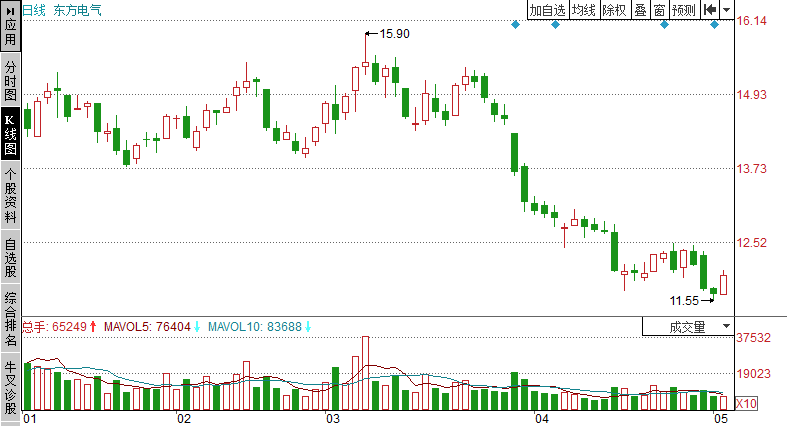 应用
分时图
K线图
个股资料
自选股
综合排名
牛叉诊股
日线 东方电气
加自选 均线 除权 叠 窗 预测
16.14
15.90
14.93
13.73
12.52
11.55
总手: 65249 MAVOL5: 76404 MAVOL10: 83688
成交量
37532
19023
X10
01 02 03 04 05